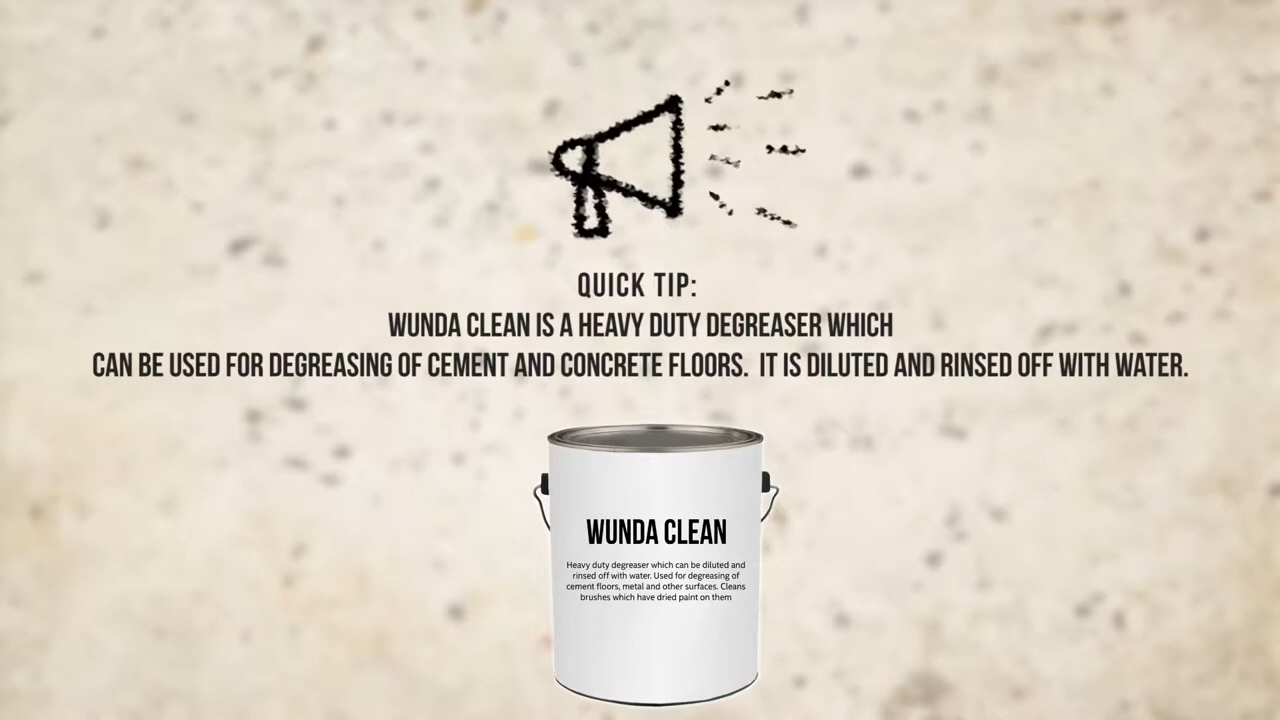 QUICK TIP:
WUNDA CLEAN IS A HEAVY DUTY DEGREASER WHICH
CAN BE USED FOR DEGREASING OF CEMENT AND CONCRETE FLOORS.  IT IS DILUTED AND RINSED OFF WITH WATER.
WUNDA CLEAN
Heavy duty degreaser which can be diluted and
rinsed off with water. Used for degreasing of
cement floors, metal and other surfaces. Cleans
brushes which have dried paint on them